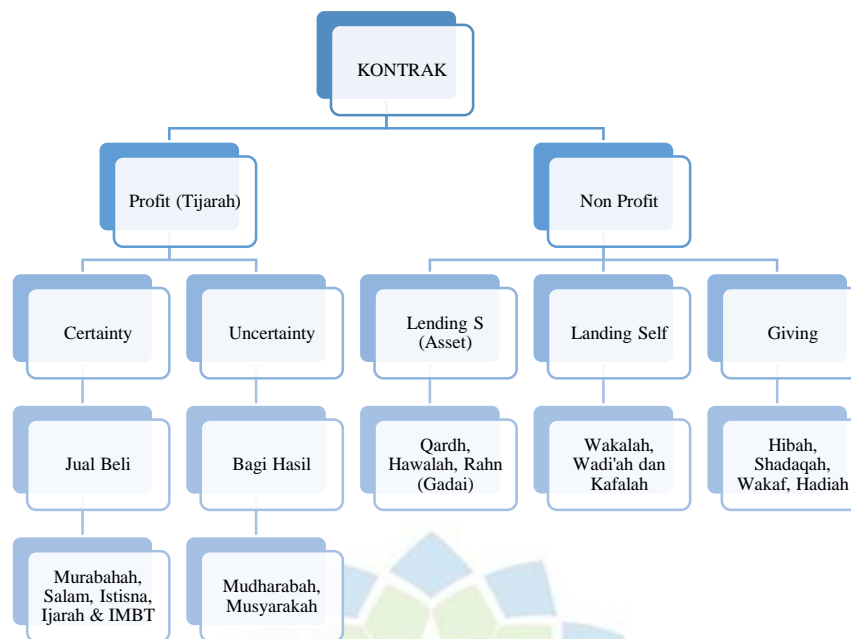 KONTRAK
Profit (Tijarah)
Non Profit
Certainty
Uncertainty
Lending S
(Asset)
Landing Self
Giving
Jual Beli
Bagi Hasil
Qardh,
Hawalah, Rahn
(Gadai)
Wakalah,
Wadi'ah dan
Kafalah
Hibah,
Shadaqah,
Wakaf, Hadiah
Murabahah,
Salam, Istisna,
Ijarah & IMBT
Mudharabah,
Musyarakah